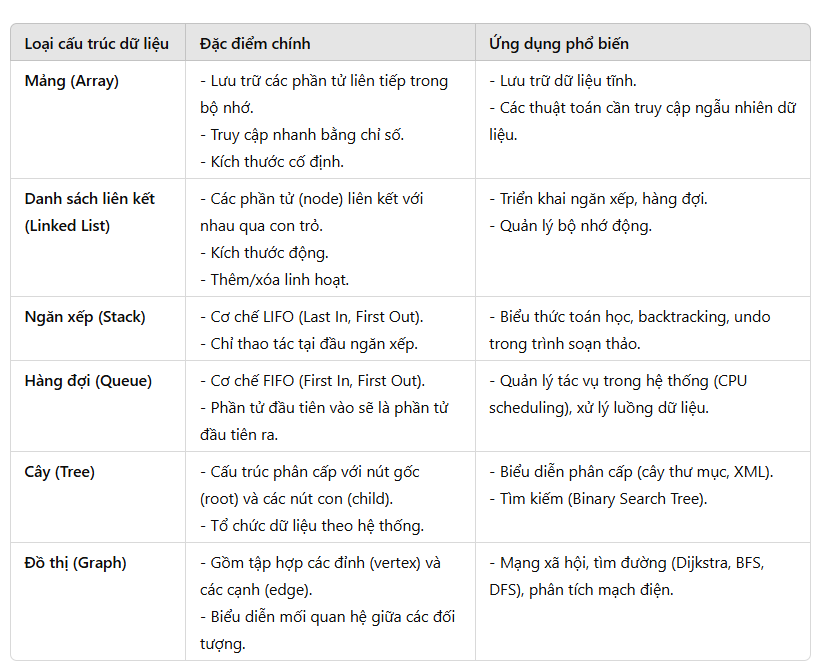 Loại cấu trúc dữ liệu
Đặc điểm chính
Ứng dụng phổ biến
Mảng (Array)
- Lưu trữ các phần tử liên tiếp trong
bộ nhớ.
- Truy cập nhanh bằng chỉ số.
- Kích thước cố định.
- Lưu trữ dữ liệu tĩnh.
- Các thuật toán cần truy cập ngẫu nhiên dữ
liệu.
Danh sách liên kết
(Linked List)
- Các phần tử (node) liên kết với
nhau qua con trỏ.
- Kích thước động.
- Thêm/xóa linh hoạt.
- Triển khai ngăn xếp, hàng đợi.
- Quản lý bộ nhớ động.
Ngăn xếp (Stack)
- Cơ chế LIFO (Last In, First Out).
- Chỉ thao tác tại đầu ngăn xếp.
- Biểu thức toán học, backtracking, undo
trong trình soạn thảo.
Hàng đợi (Queue)
- Cơ chế FIFO (First In, First Out).
- Phần tử đầu tiên vào sẽ là phần tử
đầu tiên ra.
- Quản lý tác vụ trong hệ thống (CPU
scheduling), xử lý luồng dữ liệu.
Cây (Tree)
- Cấu trúc phân cấp với nút gốc
(root) và các nút con (child).
- Tổ chức dữ liệu theo hệ thống.
- Biểu diễn phân cấp (cây thư mục, XML).
- Tìm kiếm (Binary Search Tree).
Đồ thị (Graph)
- Gồm tập hợp các đỉnh (vertex) và
các cạnh (edge).
- Biểu diễn mối quan hệ giữa các đối
tượng.
- Mạng xã hội, tìm đường (Dijkstra, BFS,
DFS), phân tích mạch điện.